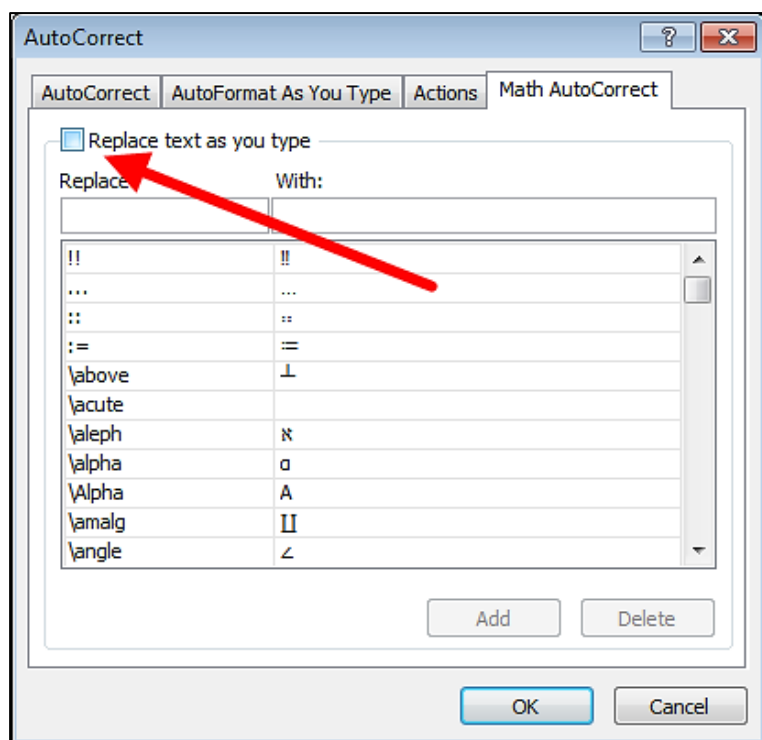 AutoCorrect
AutoCorrect AutoFormat As You Type Actions Math AutoCorrect
Replace text as you type
Replace With:
!! ‼
... …
:: ∷
:= ≔
\above ┴
\acute
\aleph ℵ
\alpha α
\Alpha Α
\amalg ∐
\angle ∠
Add Delete
OK Cancel